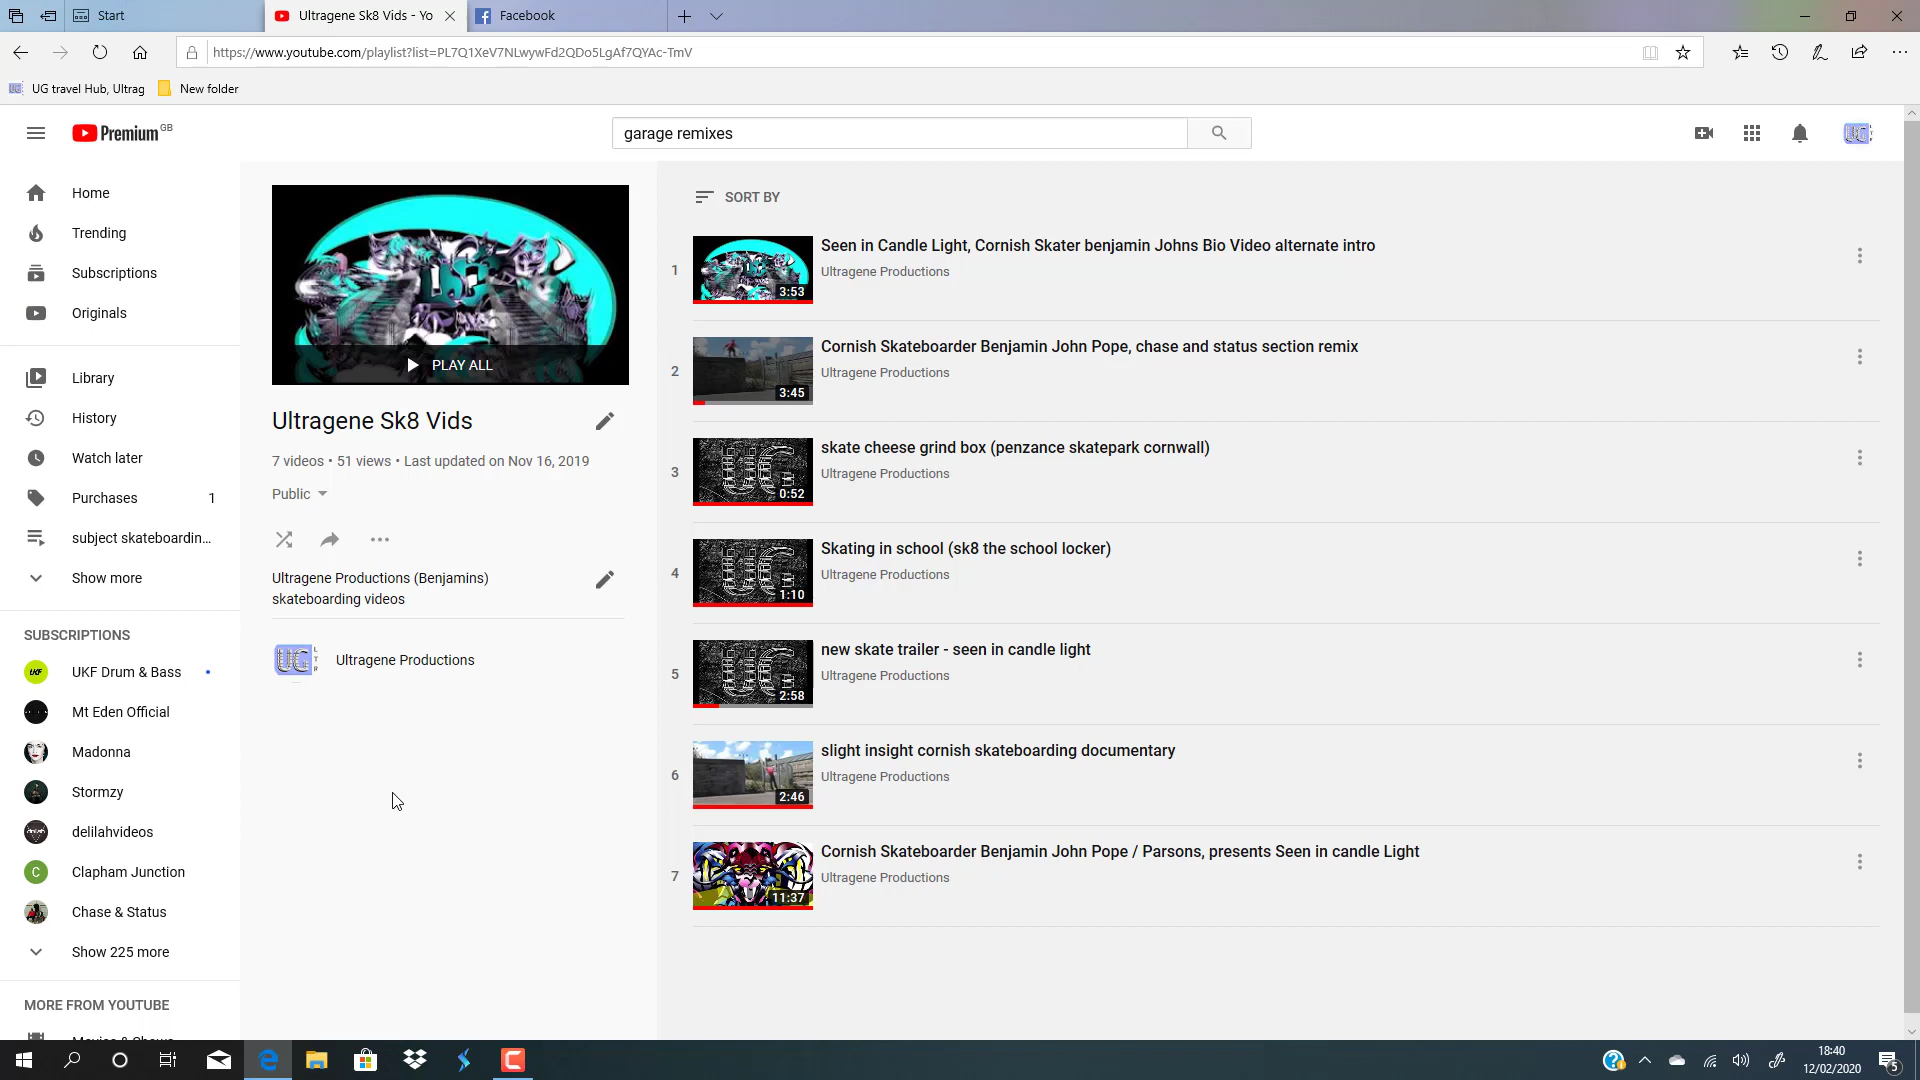 Start
Ultragene Sk8 Vids - Yo
Facebook
https://www.youtube.com/playlist?list=PL7Q1XeV7NLwywFd2QDo5LgAf7QYAc-TmV
UG travel Hub, Ultrag
New folder
Premium GB
garage remixes
Home
Trending
Subscriptions
Originals
Library
History
Watch later
Purchases 1
subject skateboardin...
Show more
SUBSCRIPTIONS
UKF Drum & Bass
Mt Eden Official
Madonna
Stormzy
delilahvideos
C Clapham Junction
Chase & Status
Show 225 more
MORE FROM YOUTUBE
Movies & Shows
PLAY ALL
Ultragene Sk8 Vids
7 videos • 51 views • Last updated on Nov 16, 2019
Public
Ultragene Productions (Benjamins)
skateboarding videos
UG
Ultragene Productions
SORT BY
1
3:53
Seen in Candle Light, Cornish Skater benjamin Johns Bio Video alternate intro
Ultragene Productions
2
3:45
Cornish Skateboarder Benjamin John Pope, chase and status section remix
Ultragene Productions
3
UG
0:52
skate cheese grind box (penzance skatepark cornwall)
Ultragene Productions
4
UG
1:10
Skating in school (sk8 the school locker)
Ultragene Productions
5
UG
2:58
new skate trailer - seen in candle light
Ultragene Productions
6
2:46
slight insight cornish skateboarding documentary
Ultragene Productions
7
11:37
Cornish Skateboarder Benjamin John Pope / Parsons, presents Seen in candle Light
Ultragene Productions
18:40
12/02/2020
5